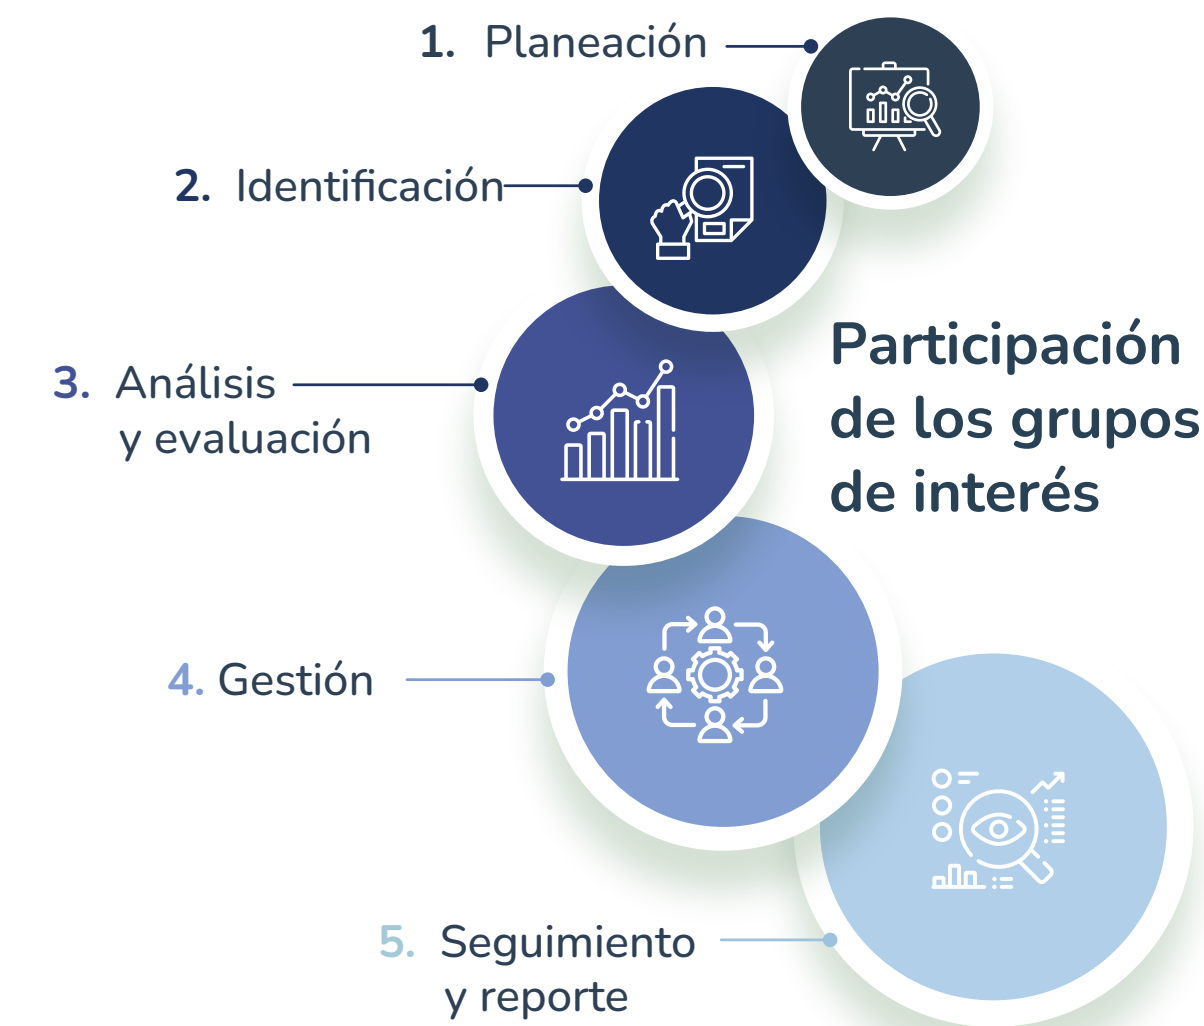 1. Planeación
2. Identificación
3. Análisis
y evaluación
Participación
de los grupos
de interés
4. Gestión
5. Seguimiento
y reporte